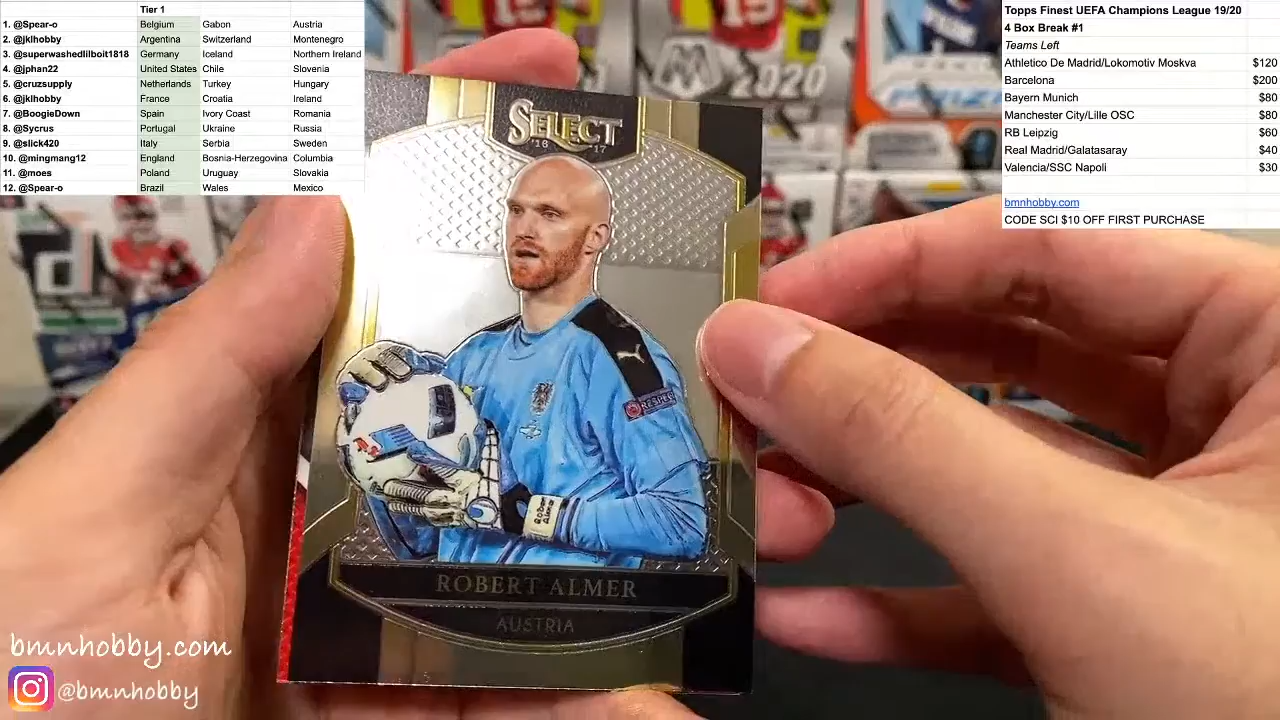 Tier 1
1. @Spear-o Belgium Gabon Austria
2. @jklhobby Argentina Switzerland Montenegro
3. @superwashedlilboit1818 Germany Iceland Northern Ireland
4. @jphan22 United States Chile Slovenia
5. @cruzsupply Netherlands Turkey Hungary
6. @jklhobby France Croatia Ireland
7. @BoogieDown Spain Ivory Coast Romania
8. @Sycrus Portugal Ukraine Russia
9. @slick420 Italy Serbia Sweden
10. @mingmang12 England Bosnia-Herzegovina Columbia
11. @moes Poland Uruguay Slovakia
12. @Spear-o Brazil Wales Mexico
Topps Finest UEFA Champions League 19/20
4 Box Break #1
Teams Left
Athletico De Madrid/Lokomotiv Moskva $120
Barcelona $200
Bayern Munich $80
Manchester City/Lille OSC $80
RB Leipzig $60
Real Madrid/Galatasaray $40
Valencia/SSC Napoli $30
bmnhobby.com
CODE SCI $10 OFF FIRST PURCHASE
2020
SELECT
'16 '17
RESPECT
ROBERT ALMER
AUSTRIA
bmnhobby.com
@bmnhobby